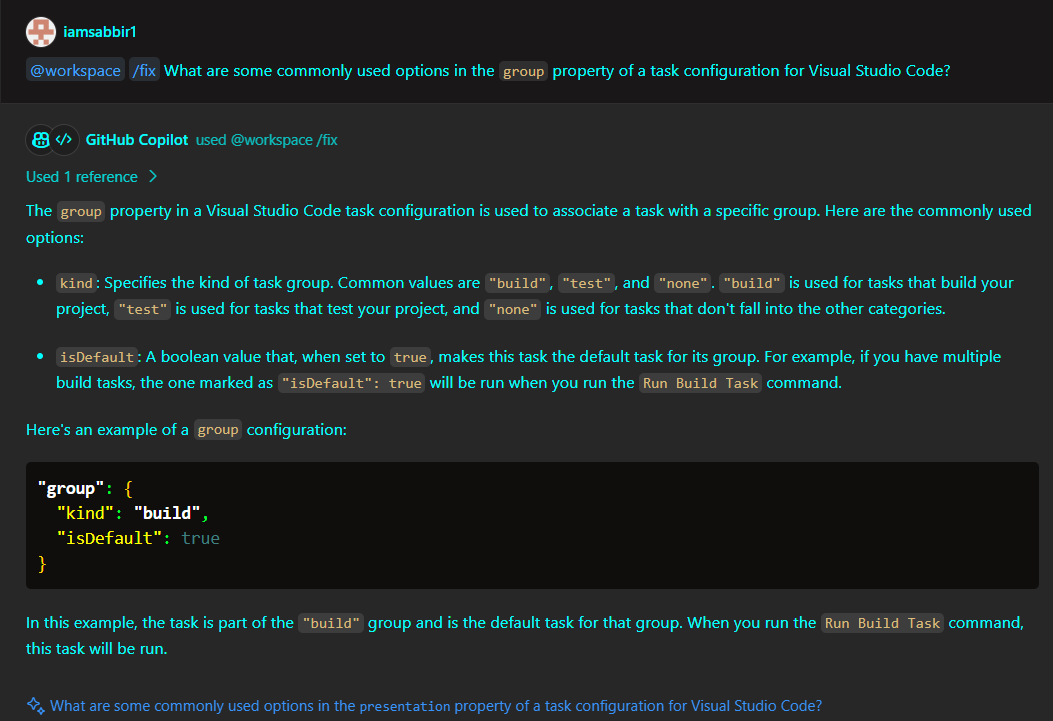 iamsabbir1
@workspace /fix What are some commonly used options in the group property of a task configuration for Visual Studio Code?
GitHub Copilot used @workspace /fix
Used 1 reference
The group property in a Visual Studio Code task configuration is used to associate a task with a specific group. Here are the commonly used
options:
• kind: Specifies the kind of task group. Common values are "build", "test", and "none". "build" is used for tasks that build your
project, "test" is used for tasks that test your project, and "none" is used for tasks that don't fall into the other categories.
• isDefault: A boolean value that, when set to true, makes this task the default task for its group. For example, if you have multiple
build tasks, the one marked as "isDefault": true will be run when you run the Run Build Task command.
Here's an example of a group configuration:
"group": {
"kind": "build",
"isDefault": true
}
In this example, the task is part of the "build" group and is the default task for that group. When you run the Run Build Task command,
this task will be run.
What are some commonly used options in the presentation property of a task configuration for Visual Studio Code?